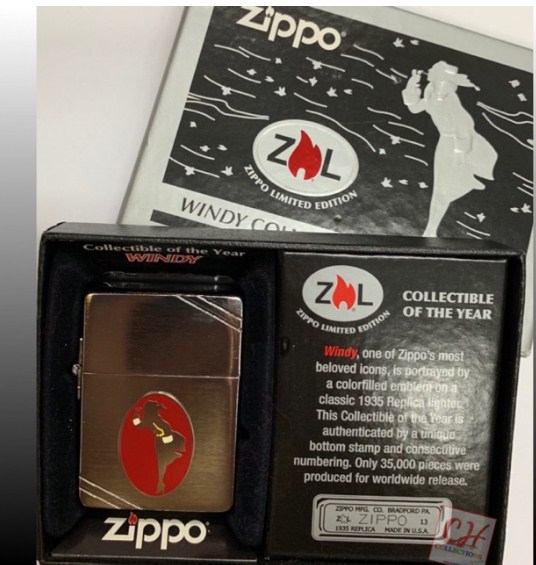 zippo
ZL
ZIPPO LIMITED EDITION
WINDY
Collectible of the Year
WINDY
ZL
ZIPPO LIMITED EDITION
COLLECTIBLE
OF THE YEAR
Windy, one of Zippo's most
beloved icons, is portrayed by
a colorfilled emblem on a
classic 1935 Replica lighter.
This Collectible of the Year is
authenticated by a unique
bottom stamp and consecutive
numbering. Only 35,000 pieces were
produced for worldwide release.
ZIPPO MFG. CO. BRADFORD PA.
ZL ZIPPO 13
1935 REPLICA MADE IN U.S.A.
zippo
CH
COLLECTIONS